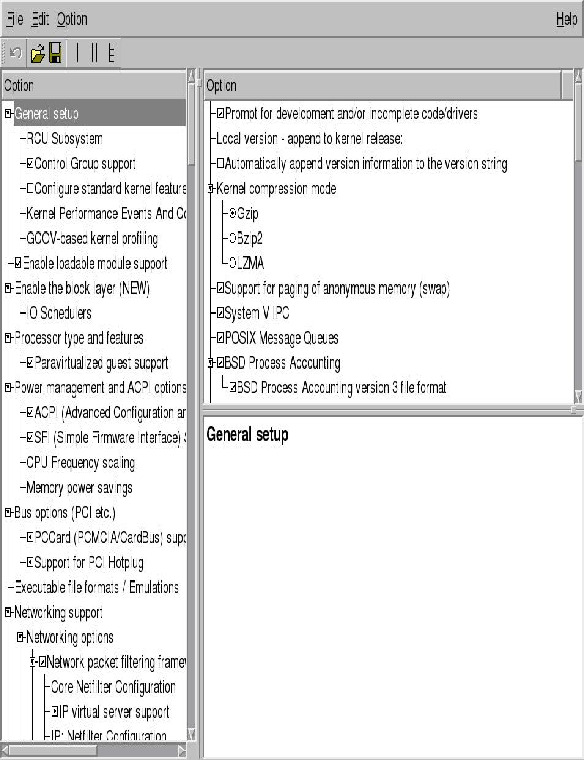 File Edit Option Help
Option
General setup
RCU Subsystem
Control Group support
Configure standard kernel feature
Kernel Performance Events And Co
GCOV-based kernel profiling
Enable loadable module support
Enable the block layer (NEW)
IO Schedulers
Processor type and features
Paravirtualized guest support
Power management and ACPI options
ACPI (Advanced Configuration an
SFI (Simple Firmware Interface) S
CPU Frequency scaling
Memory power savings
Bus options (PCI etc.)
PCCard (PCMCIA/CardBus) supp
Support for PCI Hotplug
Executable file formats / Emulations
Networking support
Networking options
Network packet filtering framew
Core Netfilter Configuration
IP virtual server support
IP: Netfilter Configuration
Option
Prompt for development and/or incomplete code/drivers
Local version - append to kernel release:
Automatically append version information to the version string
Kernel compression mode
Gzip
Bzip2
LZMA
Support for paging of anonymous memory (swap)
System V IPC
POSIX Message Queues
BSD Process Accounting
BSD Process Accounting version 3 file format
General setup